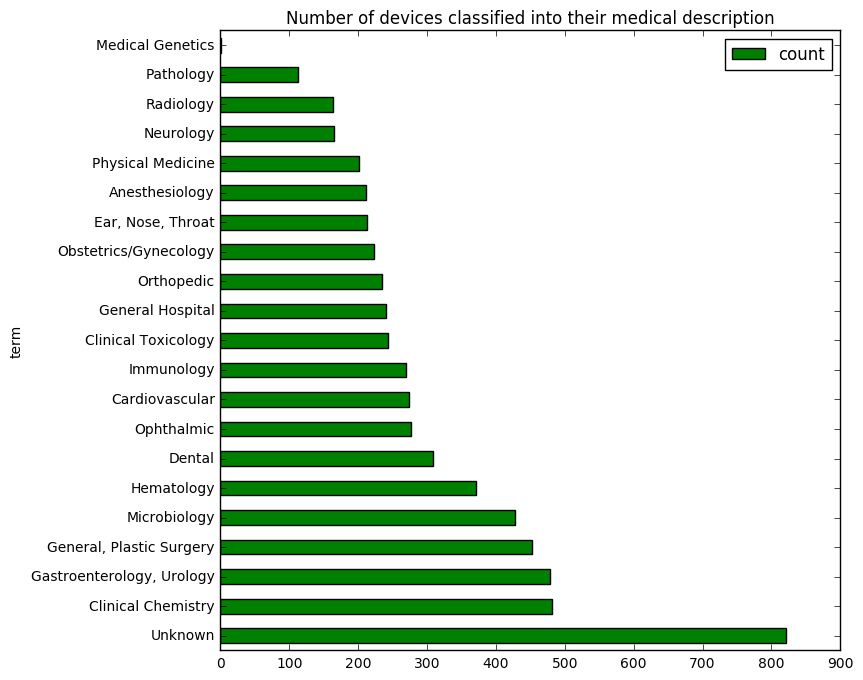 Number of devices classified into their medical description
count
Medical Genetics
Pathology
Radiology
Neurology
Physical Medicine
Anesthesiology
Ear, Nose, Throat
Obstetrics/Gynecology
Orthopedic
General Hospital
Clinical Toxicology
Immunology
Cardiovascular
Ophthalmic
Dental
Hematology
Microbiology
General, Plastic Surgery
Gastroenterology, Urology
Clinical Chemistry
Unknown
term
0 100 200 300 400 500 600 700 800 900